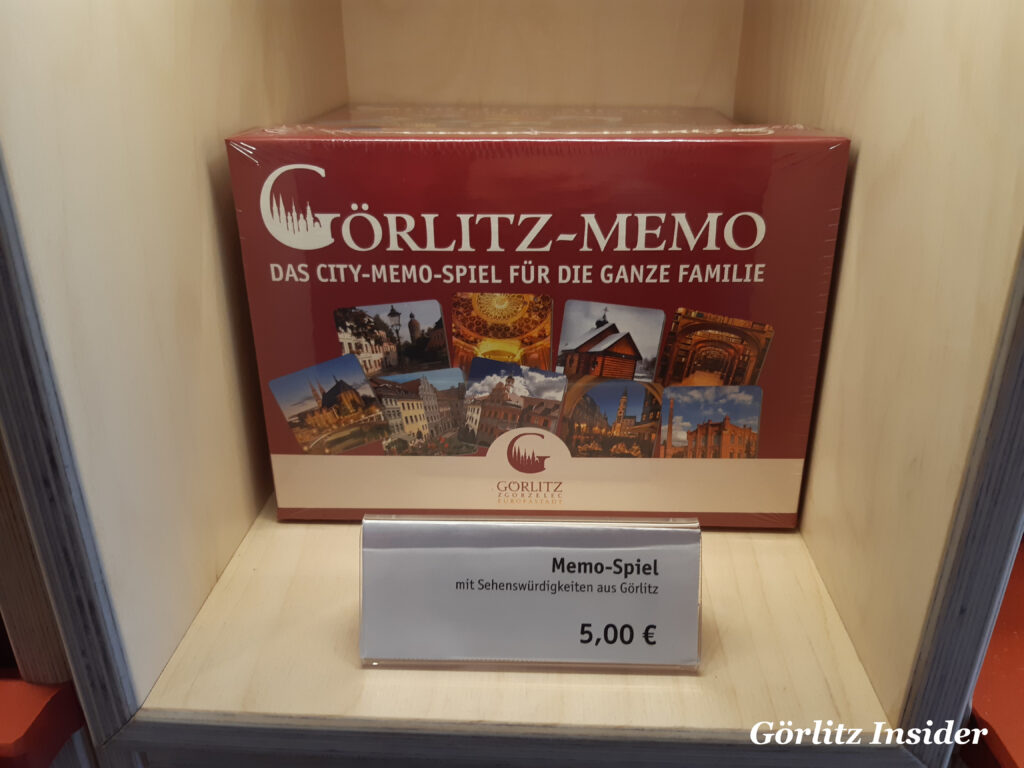 GÖRLITZ-MEMO
DAS CITY-MEMO-SPIEL FÜR DIE GANZE FAMILIE
G
GÖRLITZ
ZGORZELEC
EUROPASTADT
Memo-Spiel
mit Sehenswürdigkeiten aus Görlitz
5,00 €
Görlitz Insider